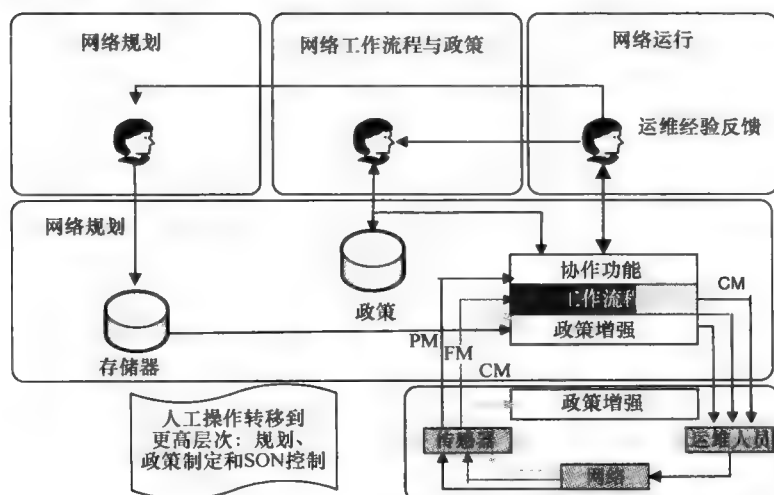 网络规划
网络工作流程与政策
网络运行
运维经验反馈
网络规划
协作功能
CM
工作流程
政策
政策增强
PM
存储器
FM
CM
人工操作转移到
更高层次：规划、
政策制定和SON控制
政策增强
传感器
运维人员
网络